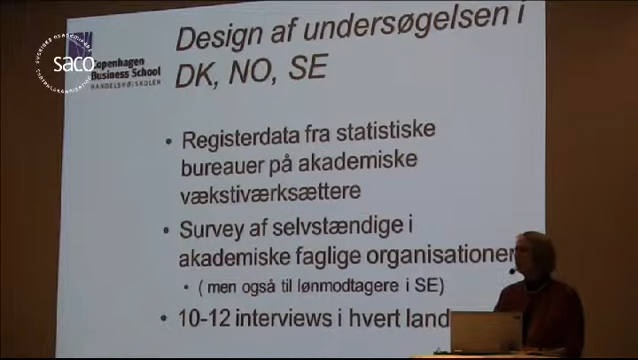 Design af undersøgelsen i
DK, NO, SE
saco
Copenhagen
Business School
HANDELSHØJSKOLEN
• Registerdata fra statistiske
bureauer på akademiske
vækstiværksættere
• Survey af selvstændige i
akademiske faglige organisationer
• ( men også til lønmodtagere i SE)
• 10-12 interviews i hvert land